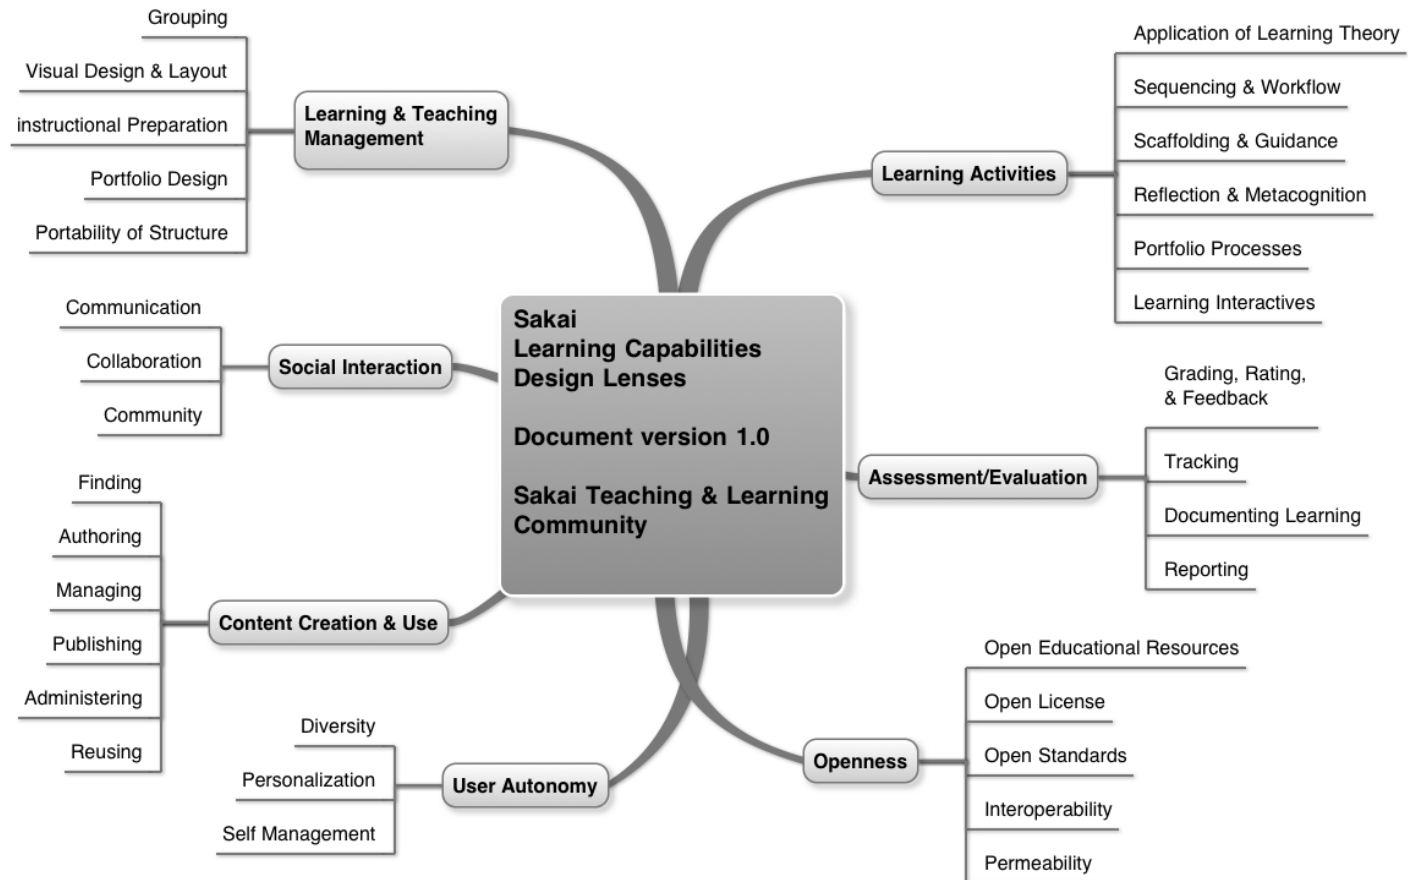 Grouping
Visual Design & Layout
instructional Preparation
Portfolio Design
Portability of Structure
Learning & Teaching
Management
Communication
Collaboration
Community
Social Interaction
Finding
Authoring
Managing
Publishing
Administering
Reusing
Content Creation & Use
Diversity
Personalization
Self Management
User Autonomy
Sakai
Learning Capabilities
Design Lenses
Document version 1.0
Sakai Teaching & Learning
Community
Learning Activities
Application of Learning Theory
Sequencing & Workflow
Scaffolding & Guidance
Reflection & Metacognition
Portfolio Processes
Learning Interactives
Assessment/Evaluation
Grading, Rating,
& Feedback
Tracking
Documenting Learning
Reporting
Openness
Open Educational Resources
Open License
Open Standards
Interoperability
Permeability